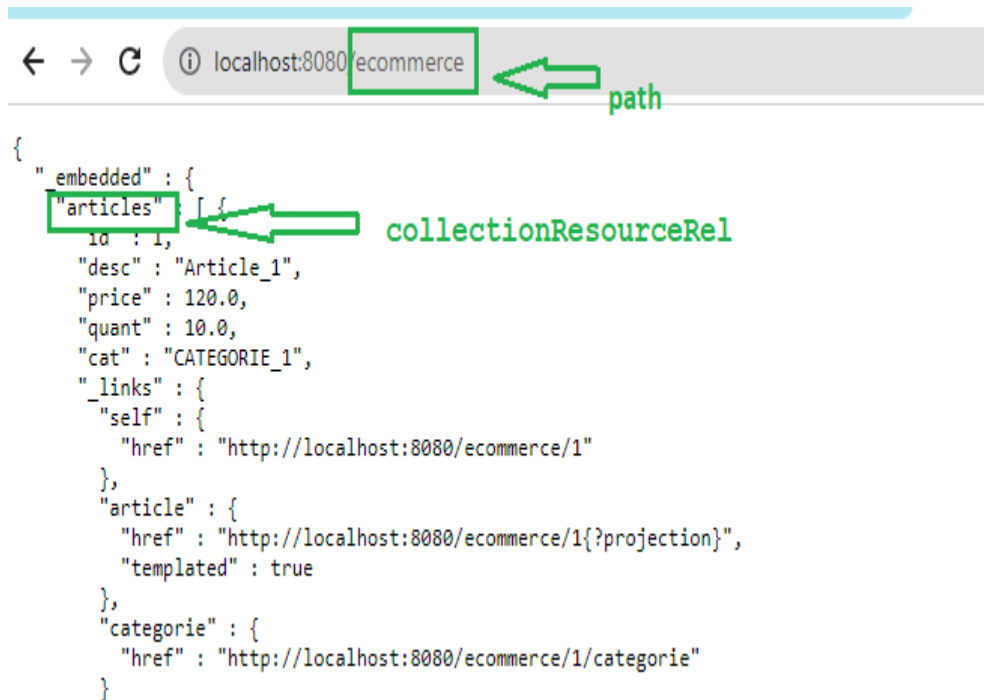 localhost:8080/ecommerce
path
{
"_embedded" : {
"articles" : [ {
collectionResourceRel
"id" : 1,
"desc" : "Article_1",
"price" : 120.0,
"quant" : 10.0,
"cat" : "CATEGORIE_1",
"_links" : {
"self" : {
"href" : "http://localhost:8080/ecommerce/1"
},
"article" : {
"href" : "http://localhost:8080/ecommerce/1{?projection}",
"templated" : true
},
"categorie" : {
"href" : "http://localhost:8080/ecommerce/1/categorie"
}